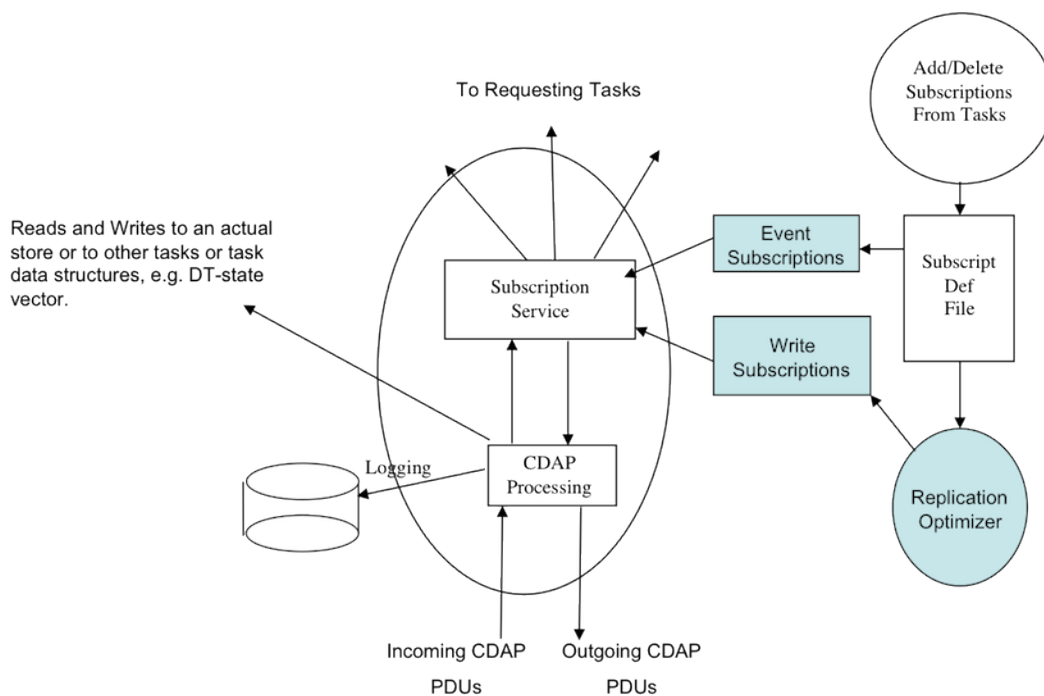 Add/Delete
Subscriptions
From Tasks
To Requesting Tasks
Reads and Writes to an actual
store or to other tasks or task
data structures, e.g. DT-state
vector.
Event
Subscriptions
Subscript
Def
File
Subscription
Service
Write
Subscriptions
Logging
CDAP
Processing
Replication
Optimizer
Incoming CDAP
PDUs
Outgoing CDAP
PDUs